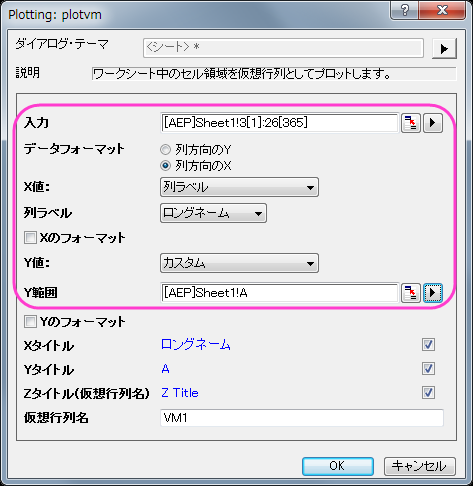 Plotting: plotvm
ダイアログ・テーマ
<シート> *
説明
ワークシート中のセル領域を仮想行列としてプロットします。
入力
[AEP]Sheet1!3[1]:26[365]
データフォーマット
列方向のY
列方向のX
X値:
列ラベル
列ラベル
ロングネーム
Xのフォーマット
Y値:
カスタム
Y範囲
[AEP]Sheet1!A
Yのフォーマット
Xタイトル
ロングネーム
Yタイトル
A
Zタイトル(仮想行列名)
Z Title
仮想行列名
VM1
OK
キャンセル